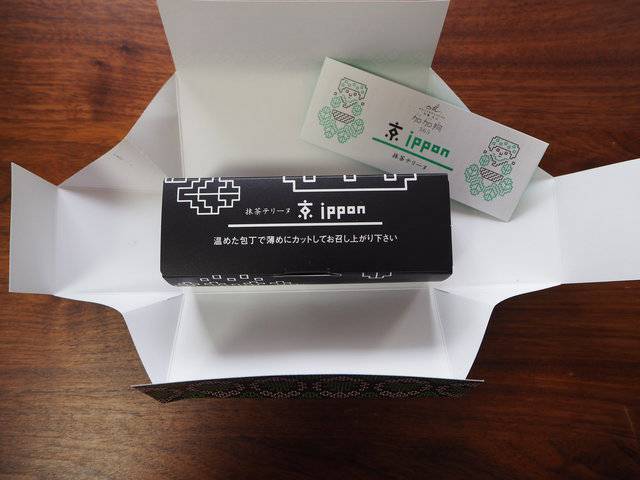 加加阿
京 ippon
抹茶テリーヌ
抹茶テリーヌ 京 ippon
温めた包丁で薄めにカットしてお召し上がり下さい